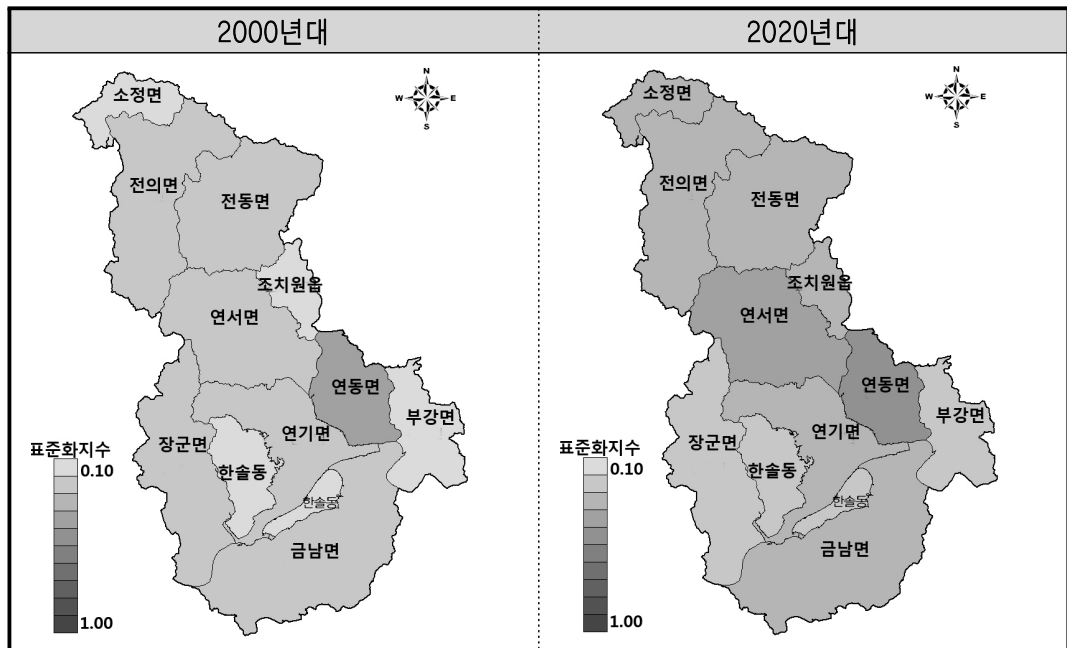 2000년대
2020년대
N
W
E
S
소정면
전의면
전동면
조치원읍
연서면
연동면
부강면
장군면
연기면
한솔동
한솔동
금남면
표준화지수
0.10
1.00
N
W
E
S
소정면
전의면
전동면
조치원읍
연서면
연동면
부강면
장군면
연기면
한솔동
한솔동
금남면
표준화지수
0.10
1.00